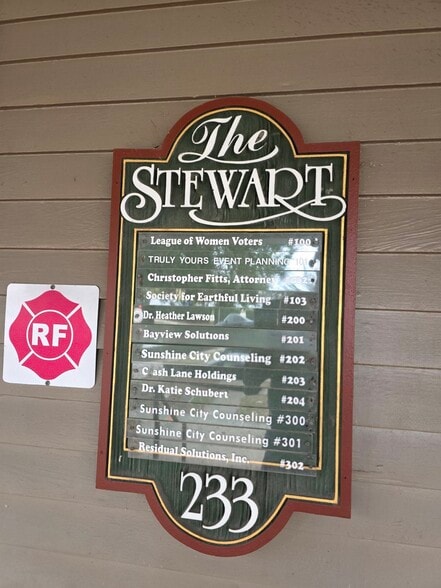 The
STEWART
League of Women Voters #100
TRULY YOURS EVENT PLANNING 101
Christopher Fitts, Attorney
Society for Earthful Living #103
Dr. Heather Lawson #200
Bayview Solutions #201
Sunshine City Counseling #202
C ash Lane Holdings #203
Dr. Katie Schubert #204
Sunshine City Counseling #300
Sunshine City Counseling #301
Residual Solutions, Inc. #302
233
RF